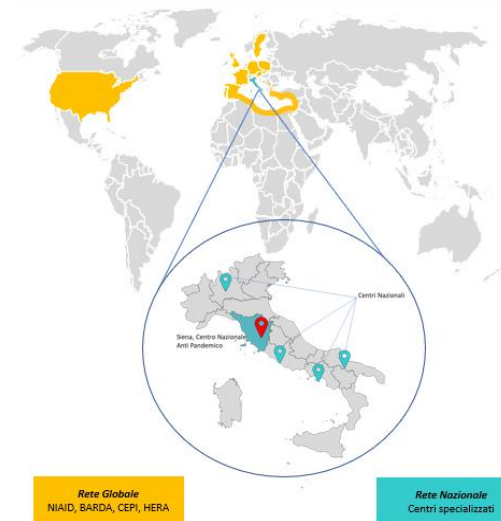 Centri Nazionali
Siena, Centro Nazionale
Anti Pandemico
Rete Globale
NIAID, BARDA, CEPI, HERA
Rete Nazionale
Centri specializzati